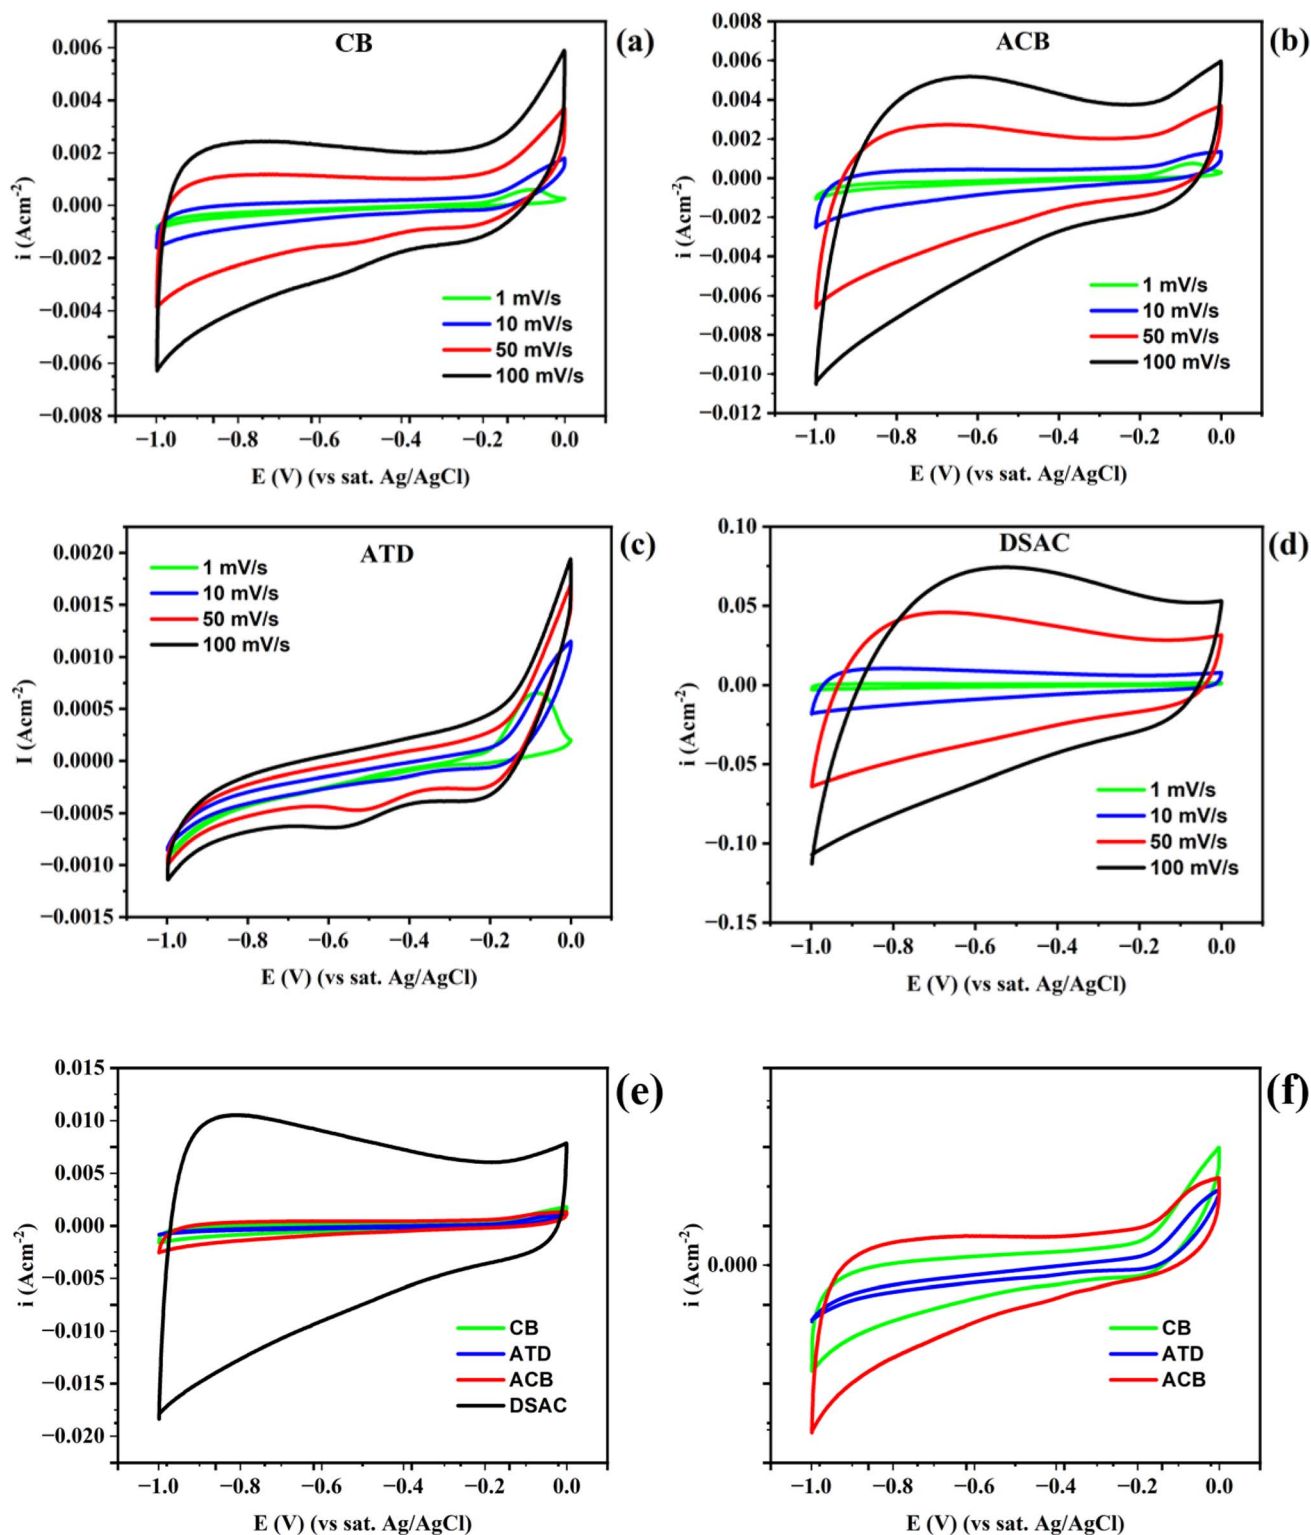 CB
(a)
0.006
0.004
0.002
0.000
−0.002
−0.004
−0.006
−0.008
i (Acm⁻²)
1 mV/s
10 mV/s
50 mV/s
100 mV/s
−1.0 −0.8 −0.6 −0.4 −0.2 0.0
E (V) (vs sat. Ag/AgCl)
ACB
(b)
0.008
0.006
0.004
0.002
0.000
−0.002
−0.004
−0.006
−0.008
−0.010
−0.012
i (Acm⁻²)
1 mV/s
10 mV/s
50 mV/s
100 mV/s
−1.0 −0.8 −0.6 −0.4 −0.2 0.0
E (V) (vs sat. Ag/AgCl)
ATD
(c)
0.0020
0.0015
0.0010
0.0005
0.0000
−0.0005
−0.0010
−0.0015
I (Acm⁻²)
1 mV/s
10 mV/s
50 mV/s
100 mV/s
−1.0 −0.8 −0.6 −0.4 −0.2 0.0
E (V) (vs sat. Ag/AgCl)
DSAC
(d)
0.10
0.05
0.00
−0.05
−0.10
−0.15
i (Acm⁻²)
1 mV/s
10 mV/s
50 mV/s
100 mV/s
−1.0 −0.8 −0.6 −0.4 −0.2 0.0
E (V) (vs sat. Ag/AgCl)
(e)
0.015
0.010
0.005
0.000
−0.005
−0.010
−0.015
−0.020
i (Acm⁻²)
CB
ATD
ACB
DSAC
−1.0 −0.8 −0.6 −0.4 −0.2 0.0
E (V) (vs sat. Ag/AgCl)
(f)
0.000
i (Acm⁻²)
CB
ATD
ACB
−1.0 −0.8 −0.6 −0.4 −0.2 0.0
E (V) (vs sat. Ag/AgCl)